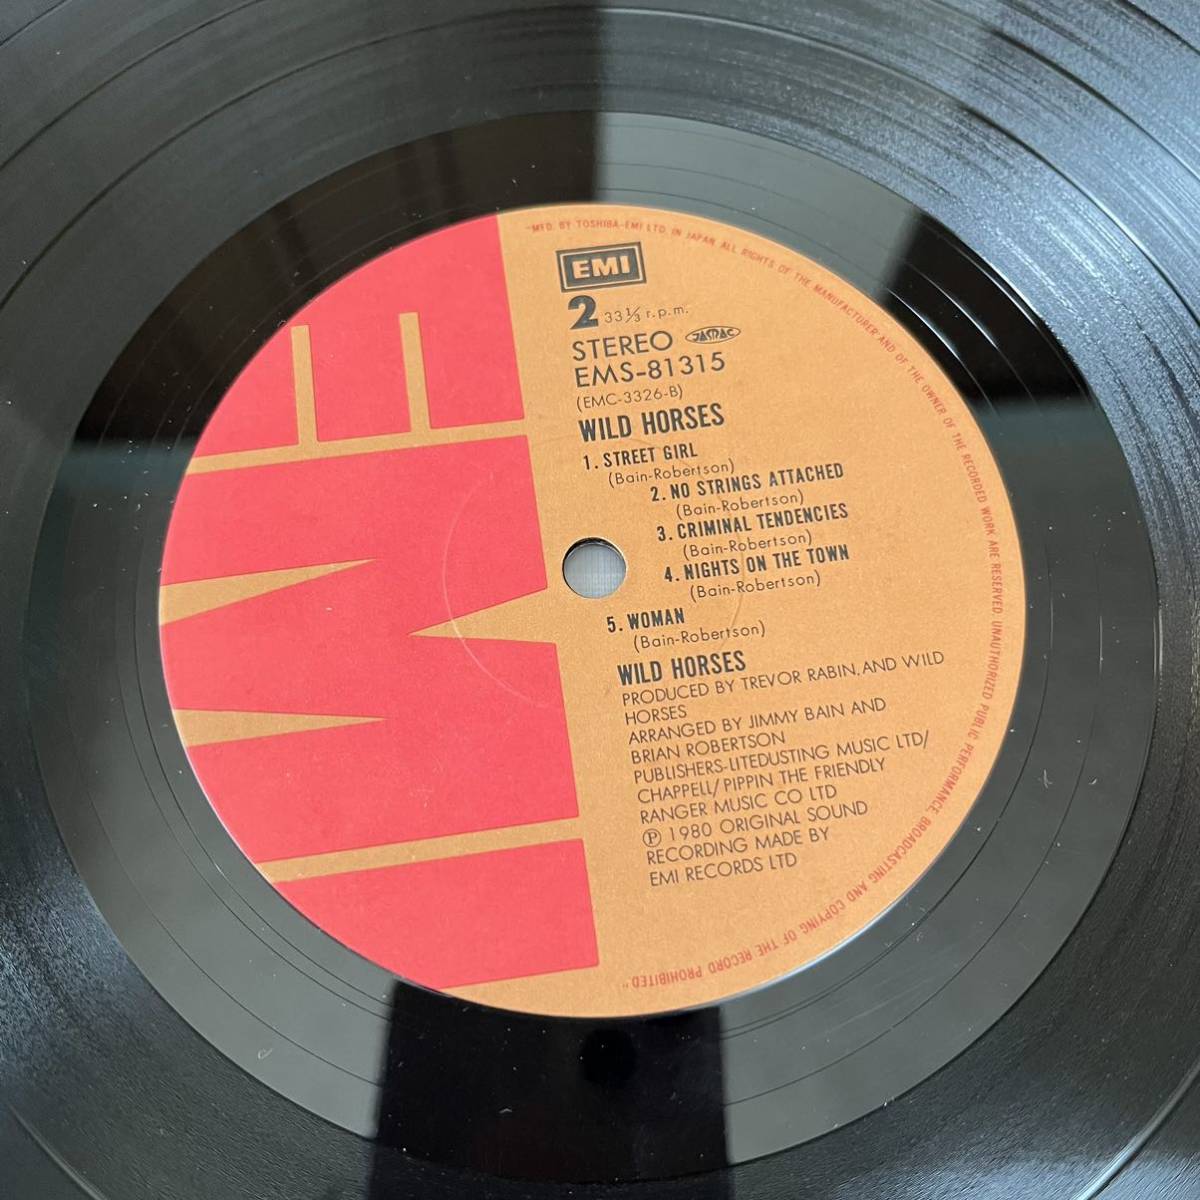 "MFD. BY TOSHIBA-EMI LTD. IN JAPAN ALL RIGHTS OF THE MANUFACTURER AND OF THE OWNER OF THE RECORDED WORK ARE RESERVED. UNAUTHORIZED PUBLIC PERFORMANCE, BROADCASTING AND COPYING OF THE RECORD PROHIBITED"
EMI
EMI
2 33⅓ r.p.m.
STEREO JASRAC
EMS-81315
(EMC-3326-B)
WILD HORSES
1. STREET GIRL
(Bain-Robertson)
2. NO STRINGS ATTACHED
(Bain-Robertson)
3. CRIMINAL TENDENCIES
(Bain-Robertson)
4. NIGHTS ON THE TOWN
(Bain-Robertson)
5. WOMAN
(Bain-Robertson)
WILD HORSES
PRODUCED BY TREVOR RABIN, AND WILD
HORSES
ARRANGED BY JIMMY BAIN AND
BRIAN ROBERTSON
PUBLISHERS-LITEDUSTING MUSIC LTD/
CHAPPELL/PIPPIN THE FRIENDLY
RANGER MUSIC CO LTD
℗ 1980 ORIGINAL SOUND
RECORDING MADE BY
EMI RECORDS LTD